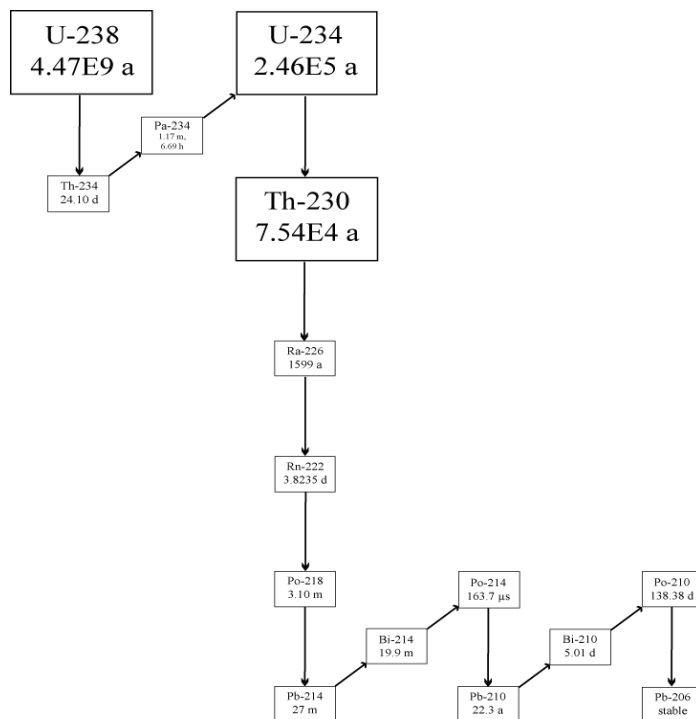 U-238
4.47E9 a
U-234
2.46E5 a
Pa-234
1.17 m,
6.69 h
Th-234
24.10 d
Th-230
7.54E4 a
Ra-226
1599 a
Rn-222
3.8235 d
Po-218
3.10 m
Po-214
163.7 µs
Po-210
138.38 d
Bi-214
19.9 m
Bi-210
5.01 d
Pb-214
27 m
Pb-210
22.3 a
Pb-206
stable